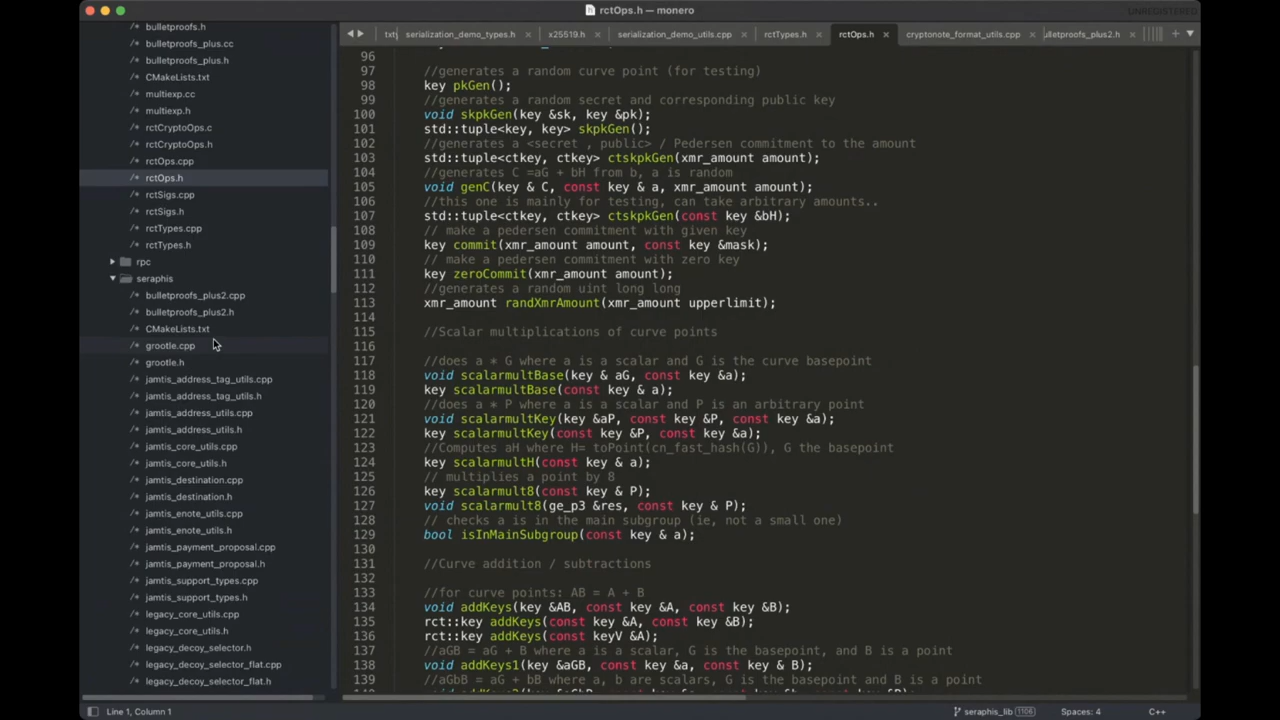 rctOps.h — monero
UNREGISTERED
bulletproofs.h
bulletproofs_plus.cc
bulletproofs_plus.h
CMakeLists.txt
multiexp.cc
multiexp.h
rctCryptoOps.c
rctCryptoOps.h
rctOps.cpp
rctOps.h
rctSigs.cpp
rctSigs.h
rctTypes.cpp
rctTypes.h
rpc
seraphis
bulletproofs_plus2.cpp
bulletproofs_plus2.h
CMakeLists.txt
grootle.cpp
grootle.h
jamtis_address_tag_utils.cpp
jamtis_address_tag_utils.h
jamtis_address_utils.cpp
jamtis_address_utils.h
jamtis_core_utils.cpp
jamtis_core_utils.h
jamtis_destination.cpp
jamtis_destination.h
jamtis_enote_utils.cpp
jamtis_enote_utils.h
jamtis_payment_proposal.cpp
jamtis_payment_proposal.h
jamtis_support_types.cpp
jamtis_support_types.h
legacy_core_utils.cpp
legacy_core_utils.h
legacy_decoy_selector.h
legacy_decoy_selector_flat.cpp
legacy_decoy_selector_flat.h
txt serialization_demo_types.h × x25519.h × serialization_demo_utils.cpp × rctTypes.h × rctOps.h × cryptonote_format_utils.cpp × ulletproofs_plus2.h ×
96
97 //generates a random curve point (for testing)
98 key pkGen();
99 //generates a random secret and corresponding public key
100 void skpkGen(key &sk, key &pk);
101 std::tuple<key, key> skpkGen();
102 //generates a <secret , public> / Pedersen commitment to the amount
103 std::tuple<ctkey, ctkey> ctskpkGen(xmr_amount amount);
104 //generates C =aG + bH from b, a is random
105 void genC(key & C, const key & a, xmr_amount amount);
106 //this one is mainly for testing, can take arbitrary amounts..
107 std::tuple<ctkey, ctkey> ctskpkGen(const key &bH);
108 // make a pedersen commitment with given key
109 key commit(xmr_amount amount, const key &mask);
110 // make a pedersen commitment with zero key
111 key zeroCommit(xmr_amount amount);
112 //generates a random uint long long
113 xmr_amount randXmrAmount(xmr_amount upperlimit);
114
115 //Scalar multiplications of curve points
116
117 //does a * G where a is a scalar and G is the curve basepoint
118 void scalarmultBase(key & aG, const key &a);
119 key scalarmultBase(const key & a);
120 //does a * P where a is a scalar and P is an arbitrary point
121 void scalarmultKey(key &aP, const key &P, const key &a);
122 key scalarmultKey(const key &P, const key &a);
123 //Computes aH where H= toPoint(cn_fast_hash(G)), G the basepoint
124 key scalarmultH(const key & a);
125 // multiplies a point by 8
126 key scalarmult8(const key & P);
127 void scalarmult8(ge_p3 &res, const key & P);
128 // checks a is in the main subgroup (ie, not a small one)
129 bool isInMainSubgroup(const key & a);
130
131 //Curve addition / subtractions
132
133 //for curve points: AB = A + B
134 void addKeys(key &AB, const key &A, const key &B);
135 rct::key addKeys(const key &A, const key &B);
136 rct::key addKeys(const keyV &A);
137 //aGB = aG + B where a is a scalar, G is the basepoint, and B is a point
138 void addKeys1(key &aGB, const key &a, const key & B);
139 //aGbB = aG + bB where a, b are scalars, G is the basepoint and B is a point
Line 1, Column 1
seraphis_lib 1106
Spaces: 4
C++